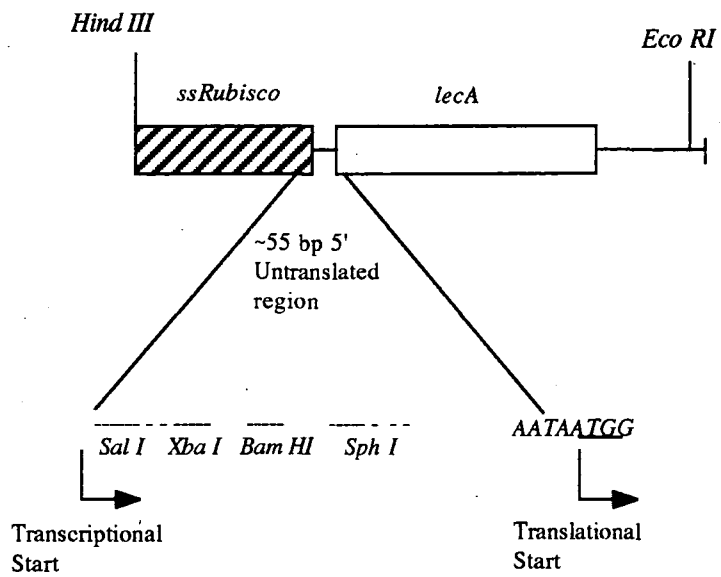 Hind III
Eco RI
ssRubisco
lecA
~55 bp 5'
Untranslated
region
AATAATGG
Sal I Xba I Bam HI Sph I
Transcriptional
Start
Translational
Start